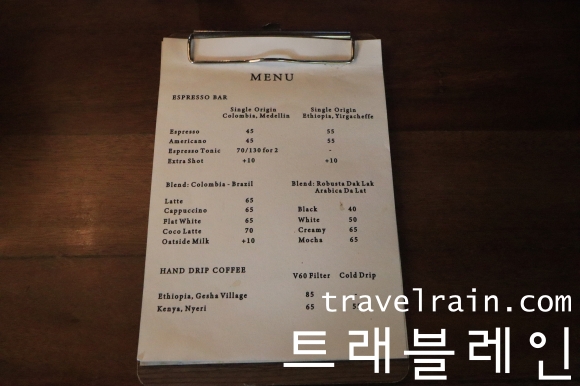 MENU
ESPRESSO BAR
Single Origin Single Origin
Colombia, Medellin Ethiopia, Yirgacheffe
Espresso 45 55
Americano 45 55
Espresso Tonic 70/130 for 2 -
Extra Shot +10 +10
Blend: Colombia - Brazil Blend: Robusta Dak Lak
Arabica Da Lat
Latte 65
Cappuccino 65
Flat White 65
Coco Latte 70
Oatside Milk +10
Black 40
White 50
Creamy 65
Mocha 65
HAND DRIP COFFEE V60 Filter Cold Drip
Ethiopia, Gesha Village 85
Kenya, Nyeri 65
travelrain.com
트래블레인